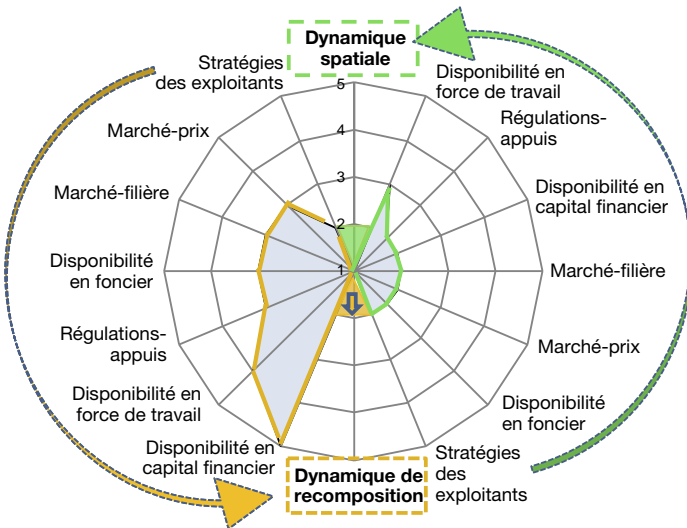 Dynamique
spatiale
Stratégies
des exploitants
Marché-prix
Marché-filière
Disponibilité
en foncier
Régulations-
appuis
Disponibilité en
force de travail
Disponibilité en
capital financier
Dynamique de
recomposition
Disponibilité en
force de travail
Régulations-
appuis
Disponibilité en
capital financier
Marché-filière
Marché-prix
Disponibilité
en foncier
Stratégies
des
exploitants
5
4
3
2
1